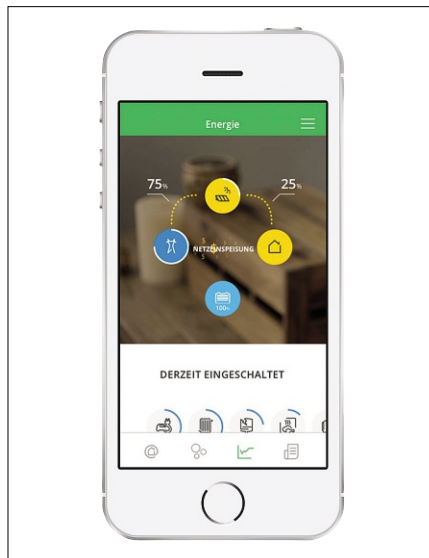 Energie
75%
25%
NETZEINSPEISUNG
100%
DERZEIT EINGESCHALTET